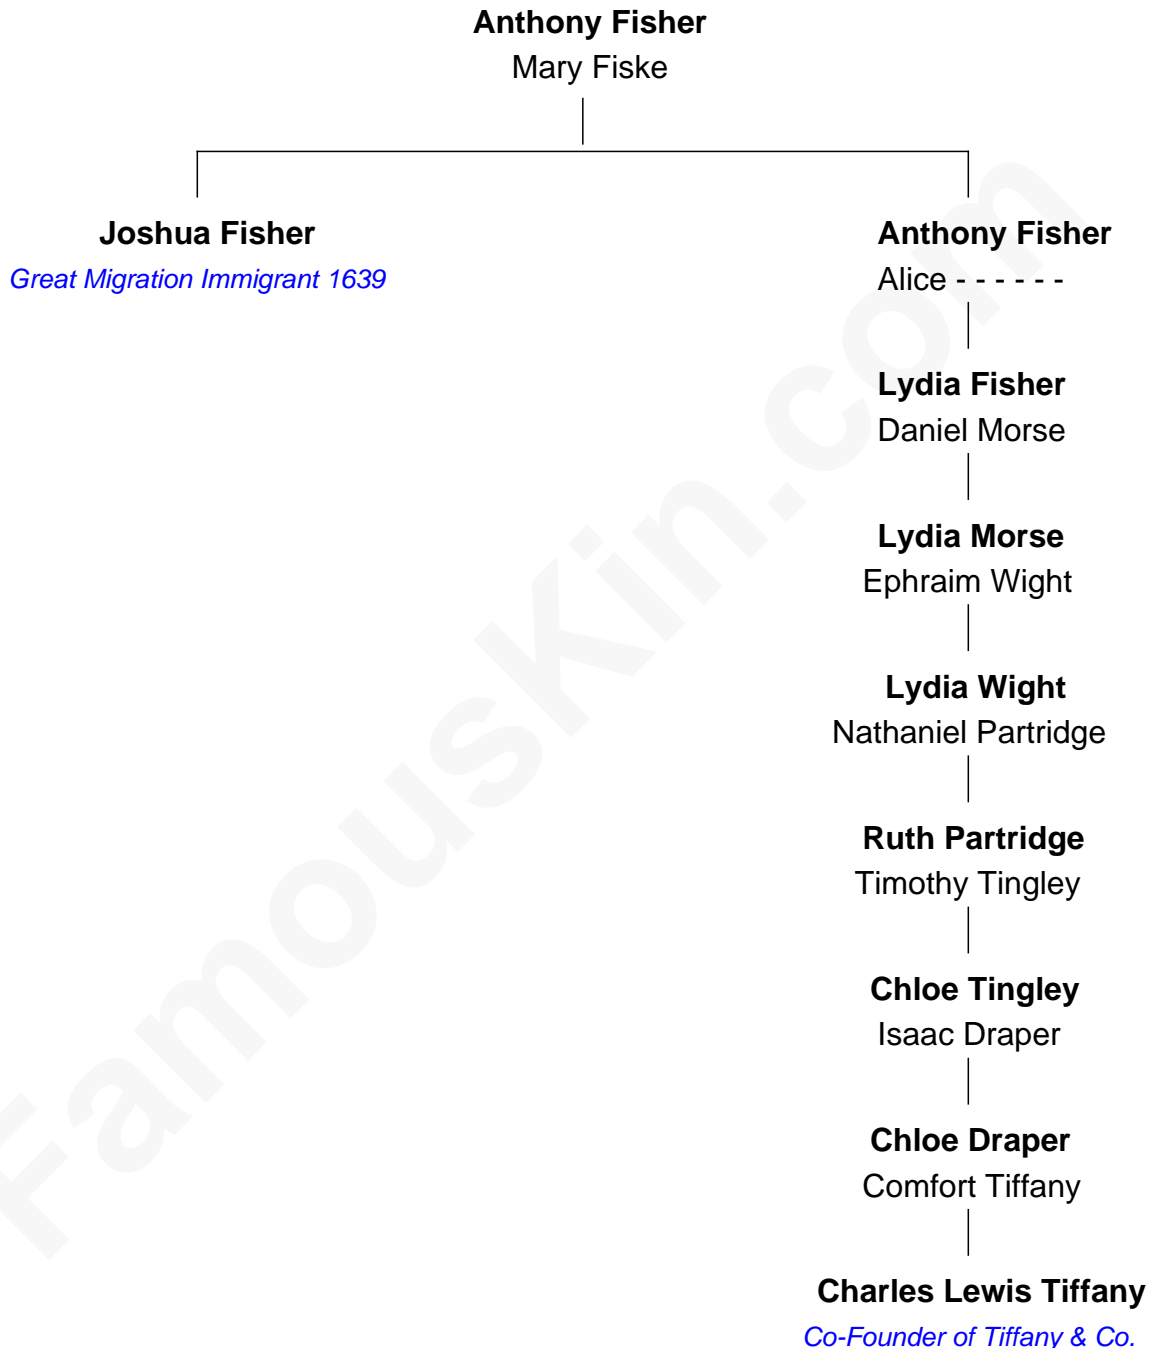 Anthony Fisher
Mary Fiske
Joshua Fisher
Great Migration Immigrant 1639
Anthony Fisher
Alice - - - - - -
Lydia Fisher
Daniel Morse
Lydia Morse
Ephraim Wight
Lydia Wight
Nathaniel Partridge
Ruth Partridge
Timothy Tingley
Chloe Tingley
Isaac Draper
Chloe Draper
Comfort Tiffany
Charles Lewis Tiffany
Co-Founder of Tiffany & Co.
FamousKin.com